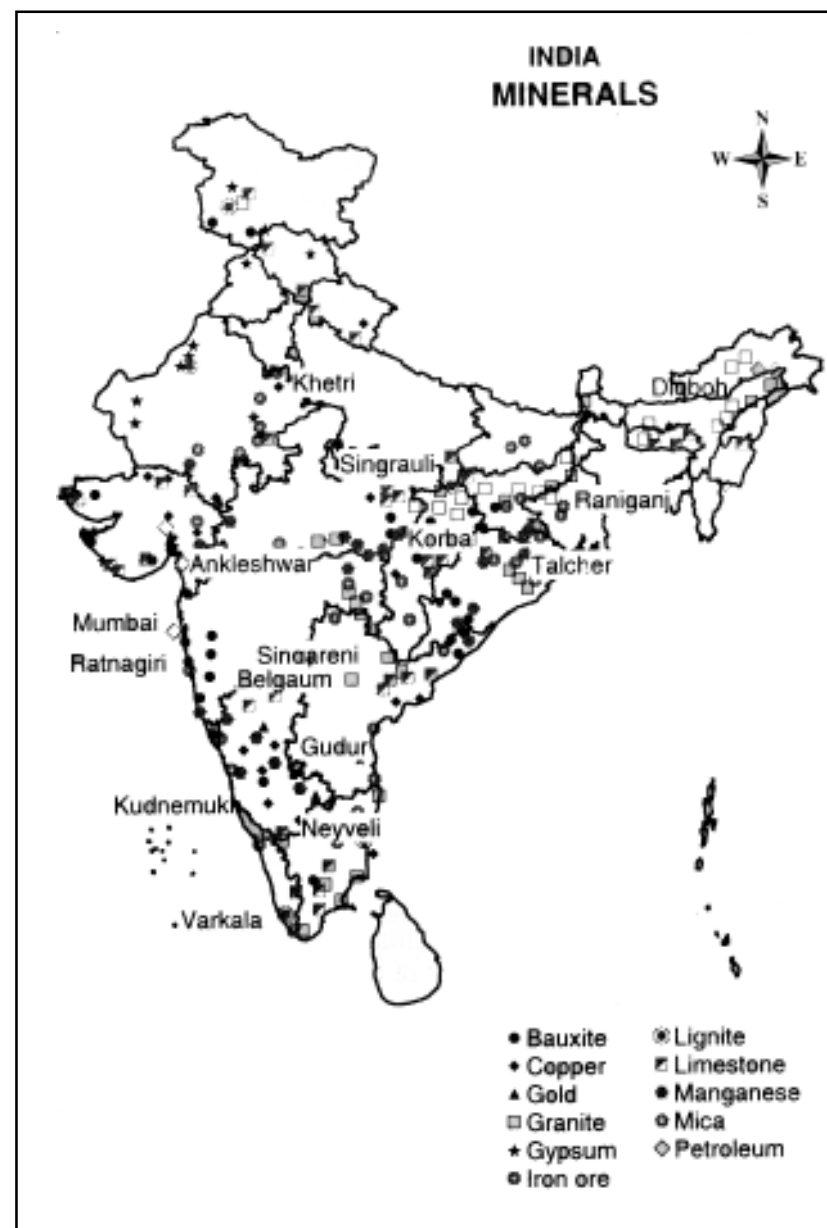 INDIA
MINERALS
N
W E
S
Khetri
Digboh
Singrauli
Raniganj
Korba
Talcher
Ankleshwar
Mumbai
Ratnagiri
Singareni
Belgaum
Gudur
Kudnemukh
Neyveli
Varkala
Bauxite
Copper
Gold
Granite
Gypsum
Iron ore
Lignite
Limestone
Manganese
Mica
Petroleum